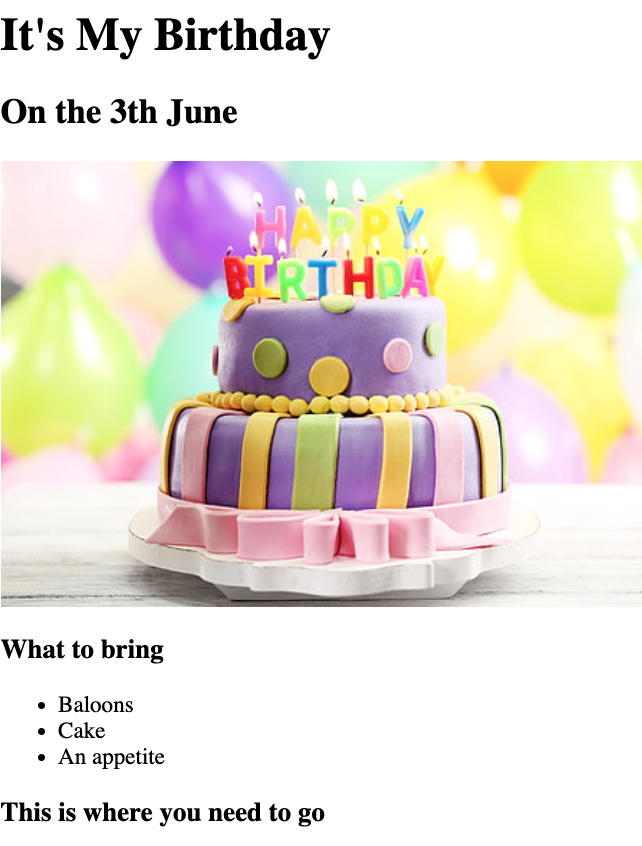 It's My Birthday
On the 3th June
HAPPY
BIRTHDAY
What to bring
Baloons
Cake
An appetite
This is where you need to go